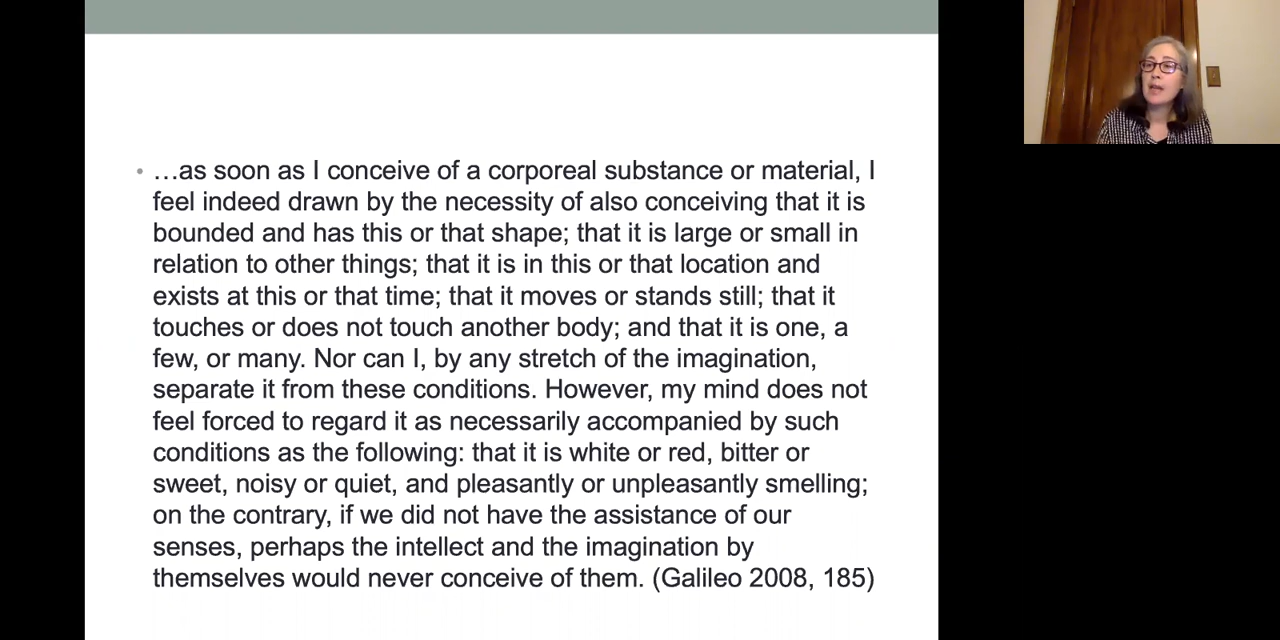 …as soon as I conceive of a corporeal substance or material, I
feel indeed drawn by the necessity of also conceiving that it is
bounded and has this or that shape; that it is large or small in
relation to other things; that it is in this or that location and
exists at this or that time; that it moves or stands still; that it
touches or does not touch another body; and that it is one, a
few, or many. Nor can I, by any stretch of the imagination,
separate it from these conditions. However, my mind does not
feel forced to regard it as necessarily accompanied by such
conditions as the following: that it is white or red, bitter or
sweet, noisy or quiet, and pleasantly or unpleasantly smelling;
on the contrary, if we did not have the assistance of our
senses, perhaps the intellect and the imagination by
themselves would never conceive of them. (Galileo 2008, 185)